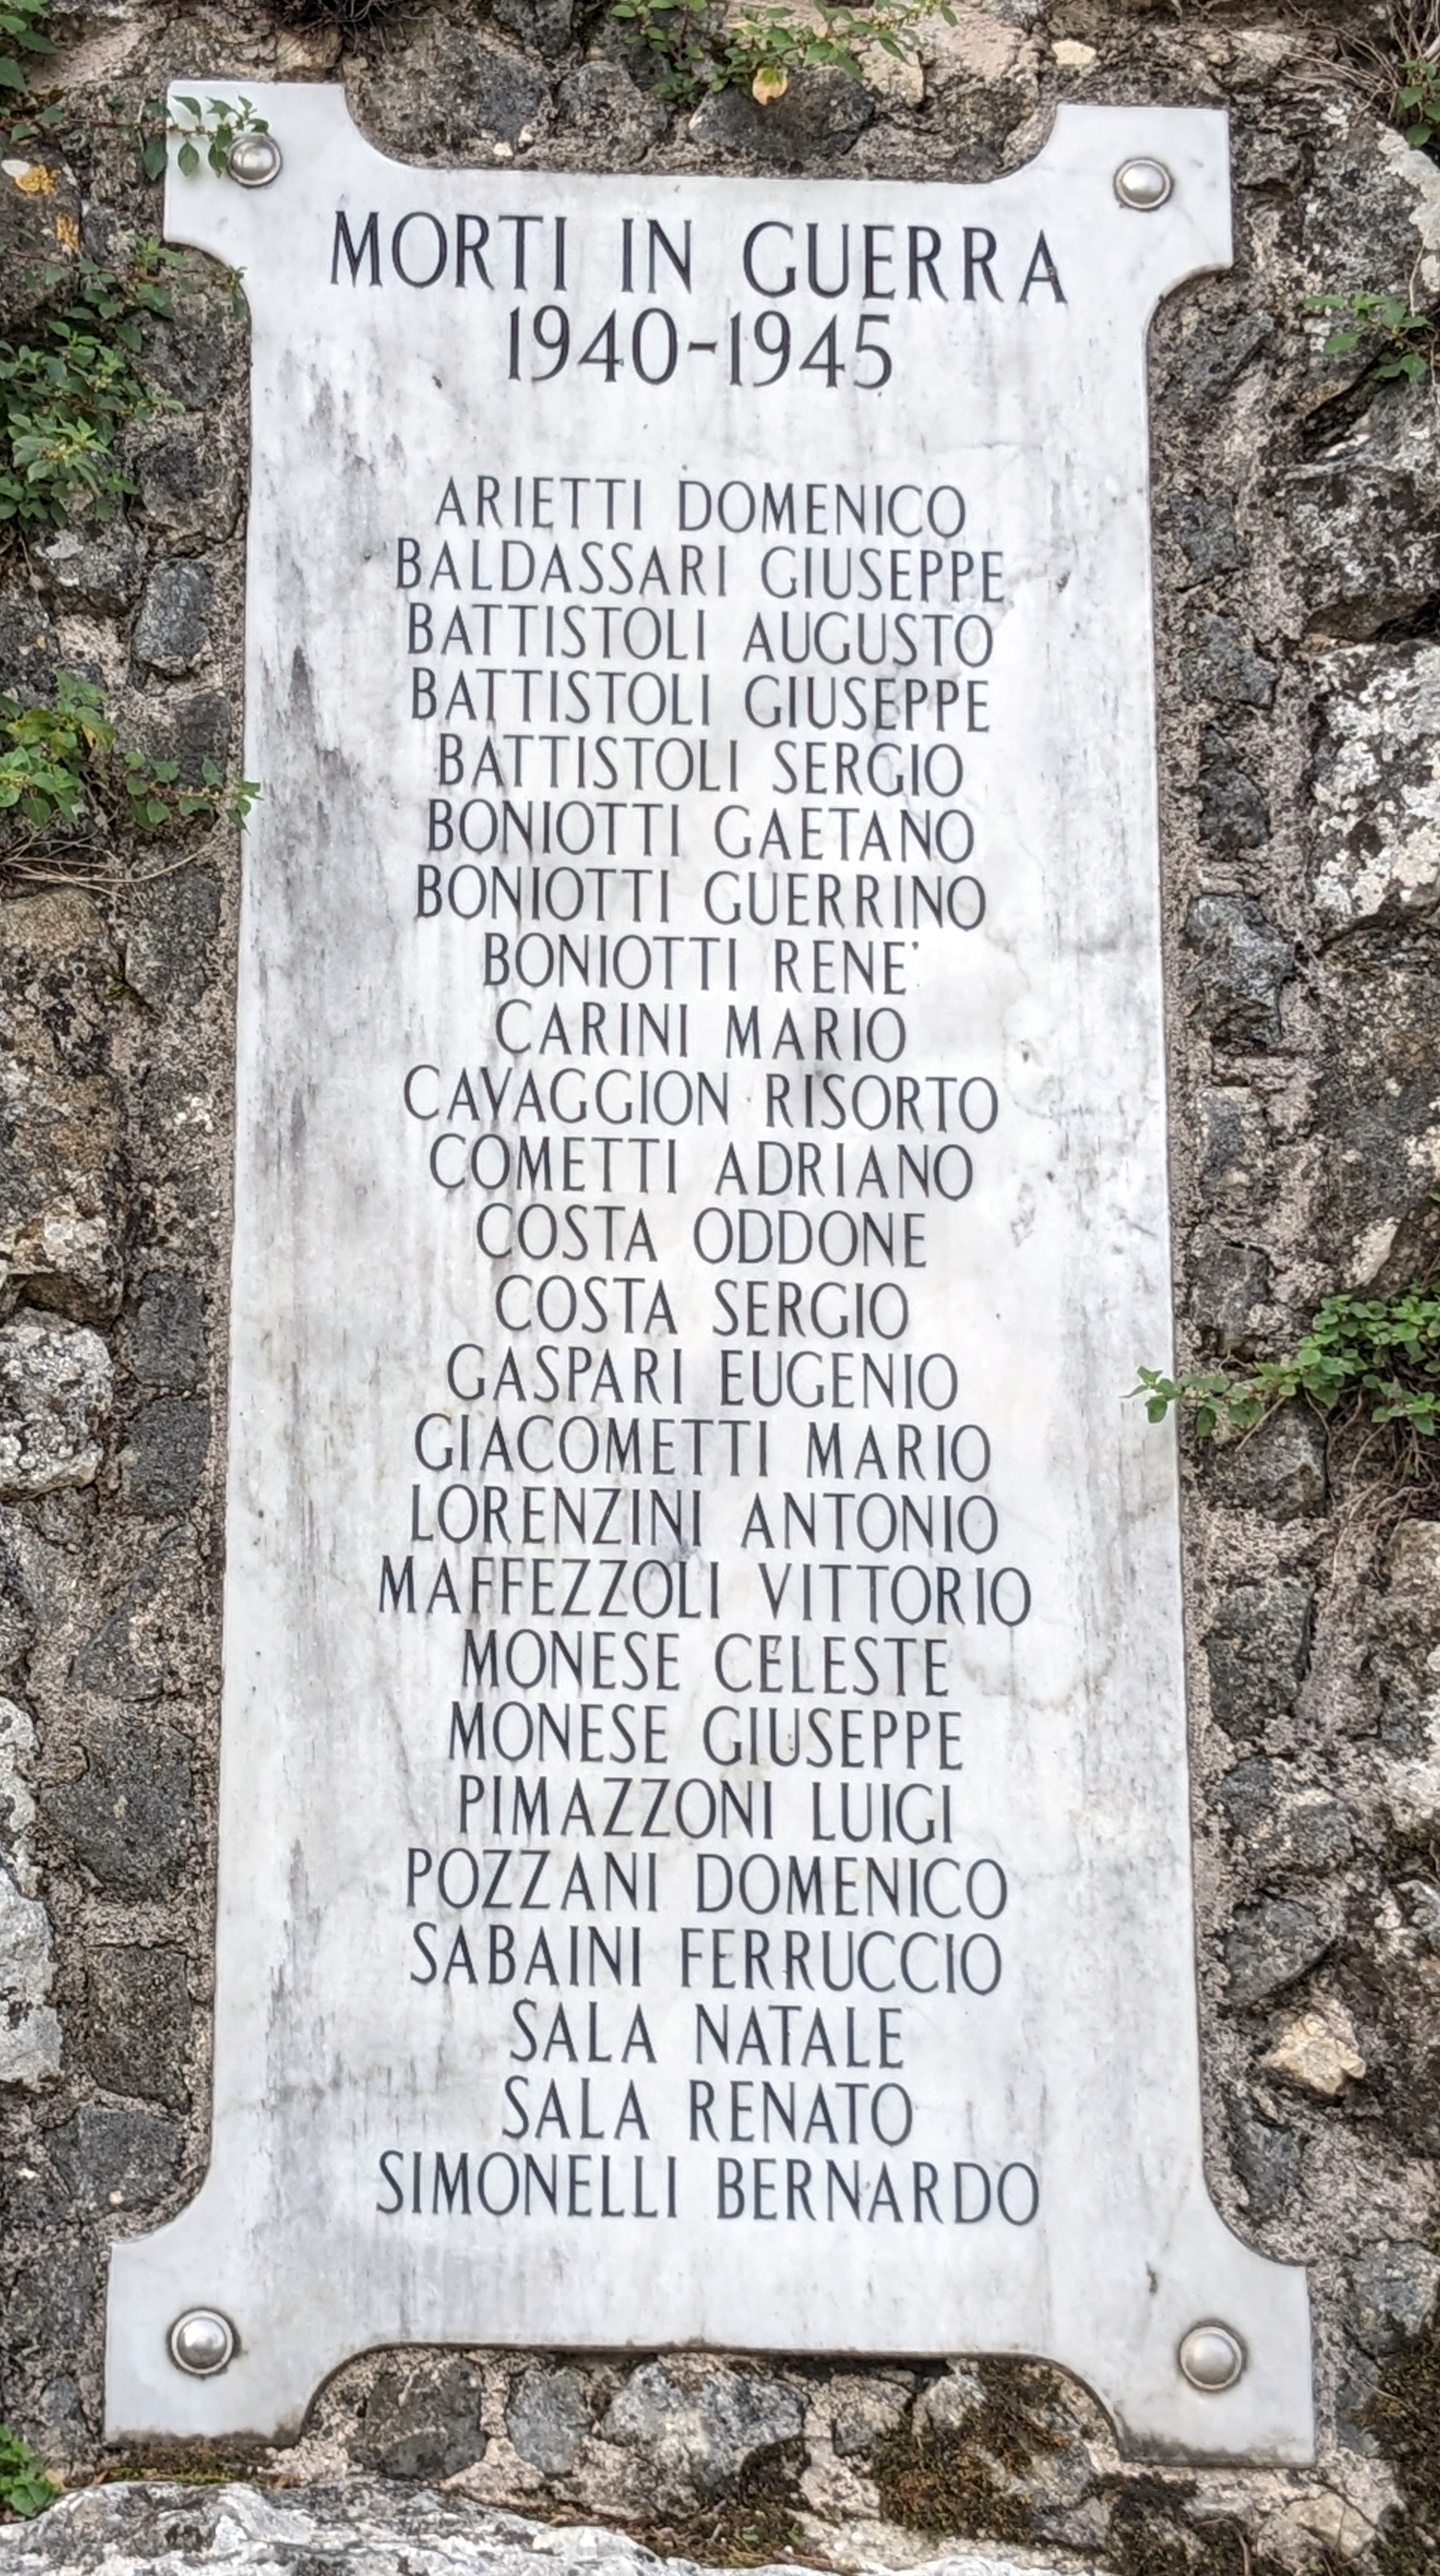 MORTI IN GUERRA
1940-1945
ARIETTI DOMENICO
BALDASSARI GIUSEPPE
BATTISTOLI AUGUSTO
BATTISTOLI GIUSEPPE
BATTISTOLI SERGIO
BONIOTTI GAETANO
BONIOTTI GUERRINO
BONIOTTI RENE'
CARINI MARIO
CAVAGGION RISORTO
COMETTI ADRIANO
COSTA ODDONE
COSTA SERGIO
GASPARI EUGENIO
GIACOMETTI MARIO
LORENZINI ANTONIO
MAFFEZZOLI VITTORIO
MONESE CELESTE
MONESE GIUSEPPE
PIMAZZONI LUIGI
POZZANI DOMENICO
SABAINI FERRUCCIO
SALA NATALE
SALA RENATO
SIMONELLI BERNARDO